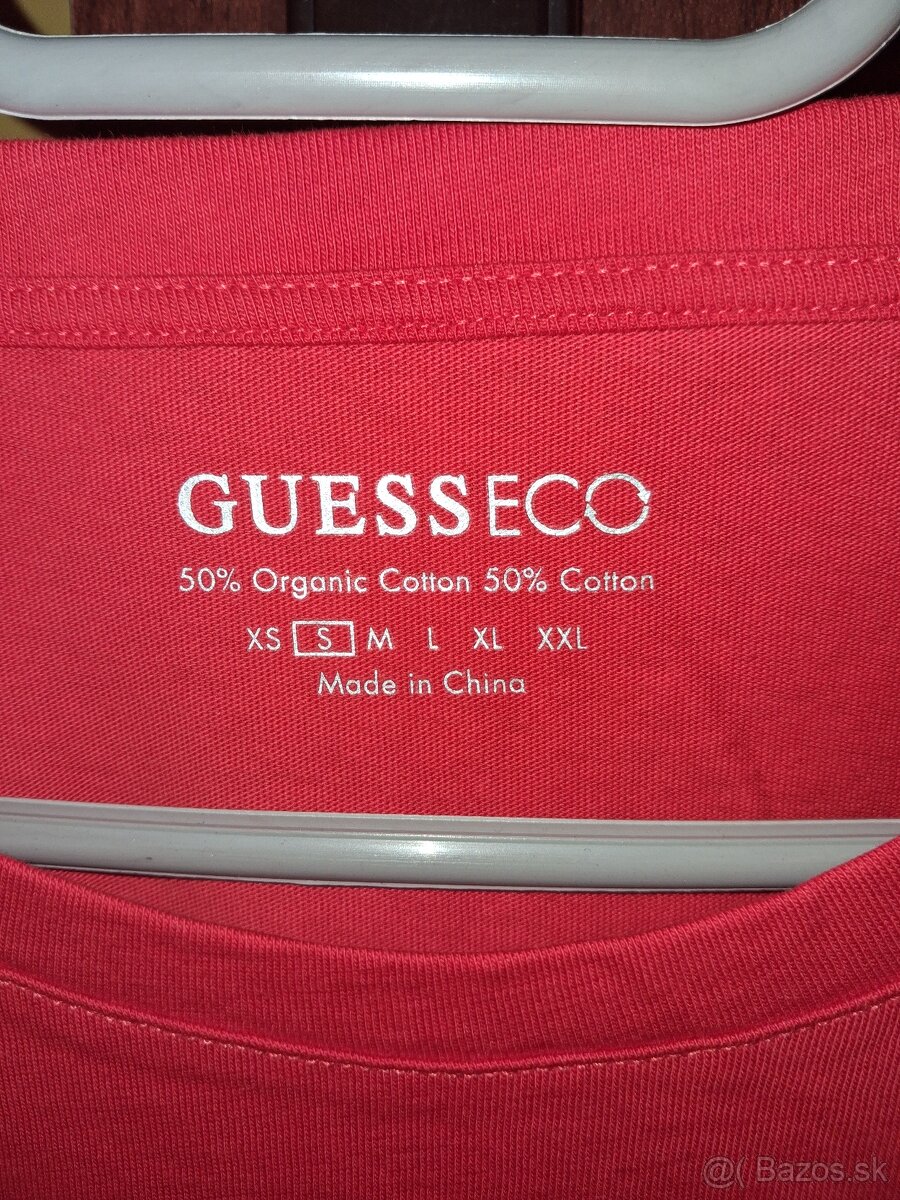 GUESSECO
50% Organic Cotton 50% Cotton
XS S M L XL XXL
Made in China
@( Bazos.sk